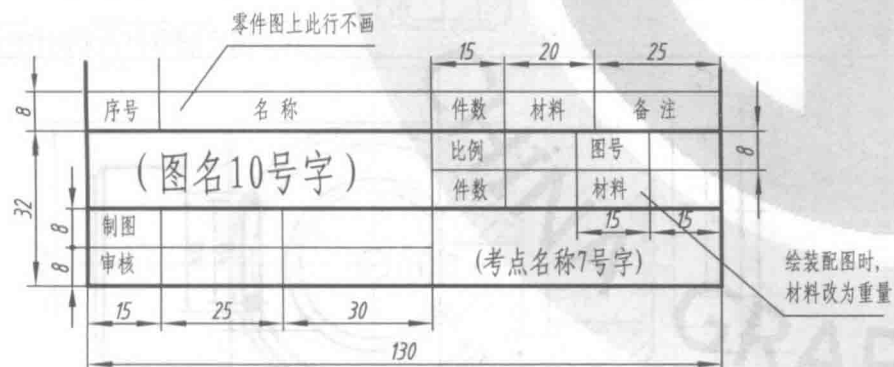 零件图上此行不画
15 20 25
8 序号 名称 件数 材料 备注
(图名10号字) 比例 图号 8
件数 材料
32
8 制图 15 15
8 审核 (考点名称7号字)
绘装配图时,
材料改为重量
15 25 30
130